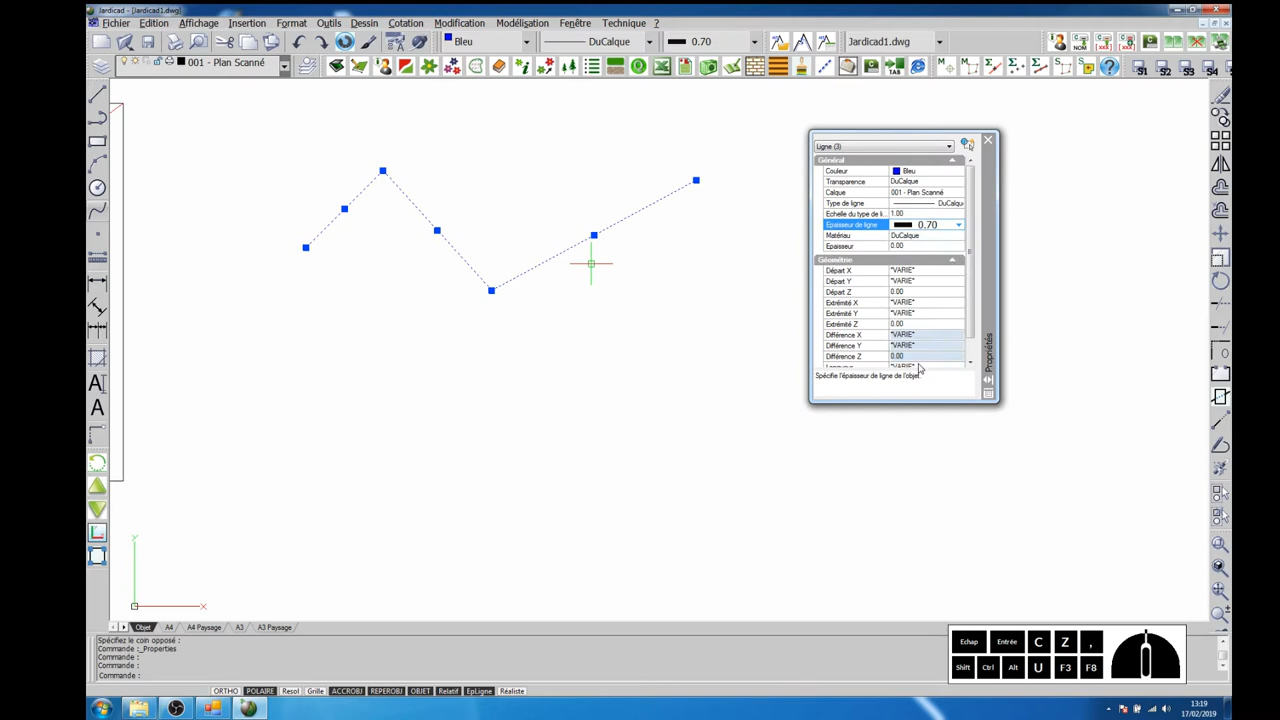 Jardicad - [Jardicad1.dwg]
Fichier Edition Affichage Insertion Format Outils Dessin Cotation Modification Modélisation Fenêtre Technique ?
Bleu DuCalque 0.70 Jardicad1.dwg
001 - Plan Scanné
S1 S2 S3 S4
Ligne (3)
Général
Couleur Bleu
Transparence DuCalque
Calque 001 - Plan Scanné
Type de ligne DuCalqu
Echelle du type de li... 1.00
Epaisseur de ligne 0.70
Matériau DuCalque
Epaisseur 0.00
Géométrie
Départ X *VARIE*
Départ Y *VARIE*
Départ Z 0.00
Extrémité X *VARIE*
Extrémité Y *VARIE*
Extrémité Z 0.00
Différence X *VARIE*
Différence Y *VARIE*
Différence Z 0.00
Spécifie l'épaisseur de ligne de l'objet.
Propriétés
Y
X
Objet A4 A4 Paysage A3 A3 Paysage
Spécifiez le coin opposé :
Commande :_Properties
Commande :
Commande :
Commande :
Echap Entrée C Z ,
Shift Ctrl Alt U F3 F8
ORTHO POLAIRE Resol Grille ACCROBJ REPEROBJ OBJET Relatif EpLigne Réaliste
13:19
17/02/2019